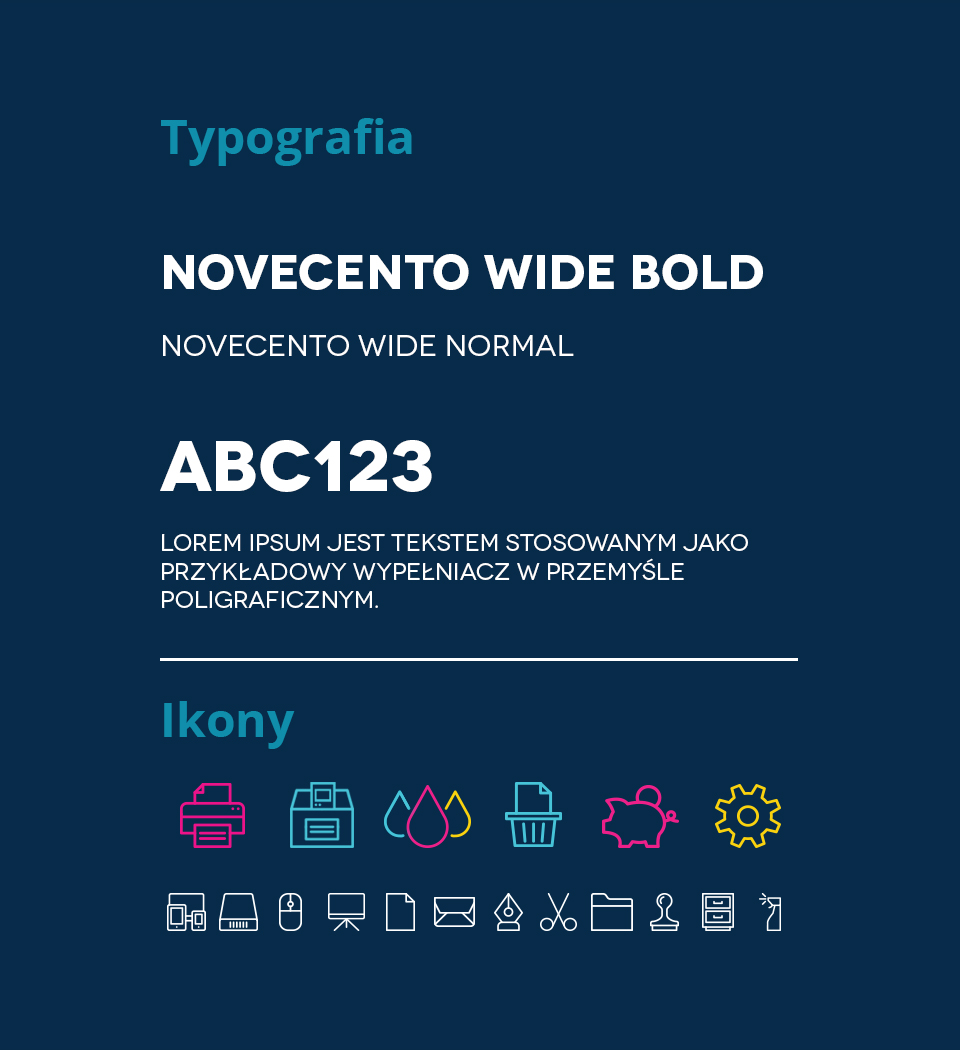 Typografia
NOVECENTO WIDE BOLD
NOVECENTO WIDE NORMAL
ABC123
LOREM IPSUM JEST TEKSTEM STOSOWANYM JAKO
PRZYKŁADOWY WYPEŁNIACZ W PRZEMYŚLE
POLIGRAFICZNYM.
Ikony